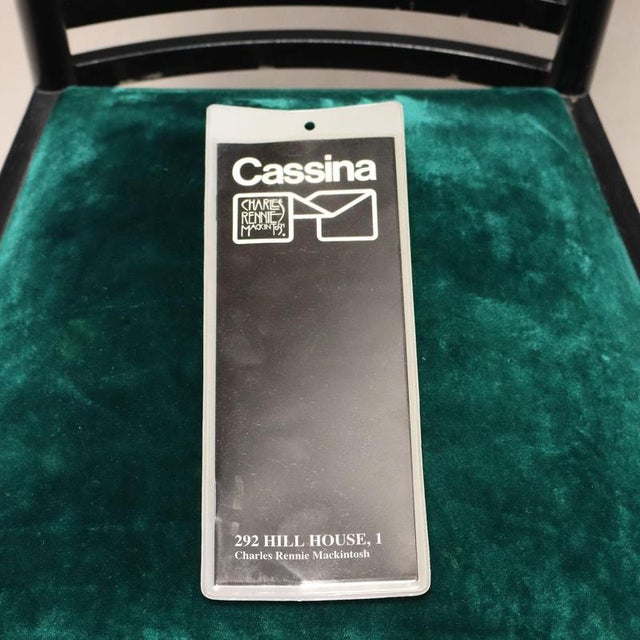 Cassina
CHARLES
RENNIE
MACKINTOSH
292 HILL HOUSE, 1
Charles Rennie Mackintosh